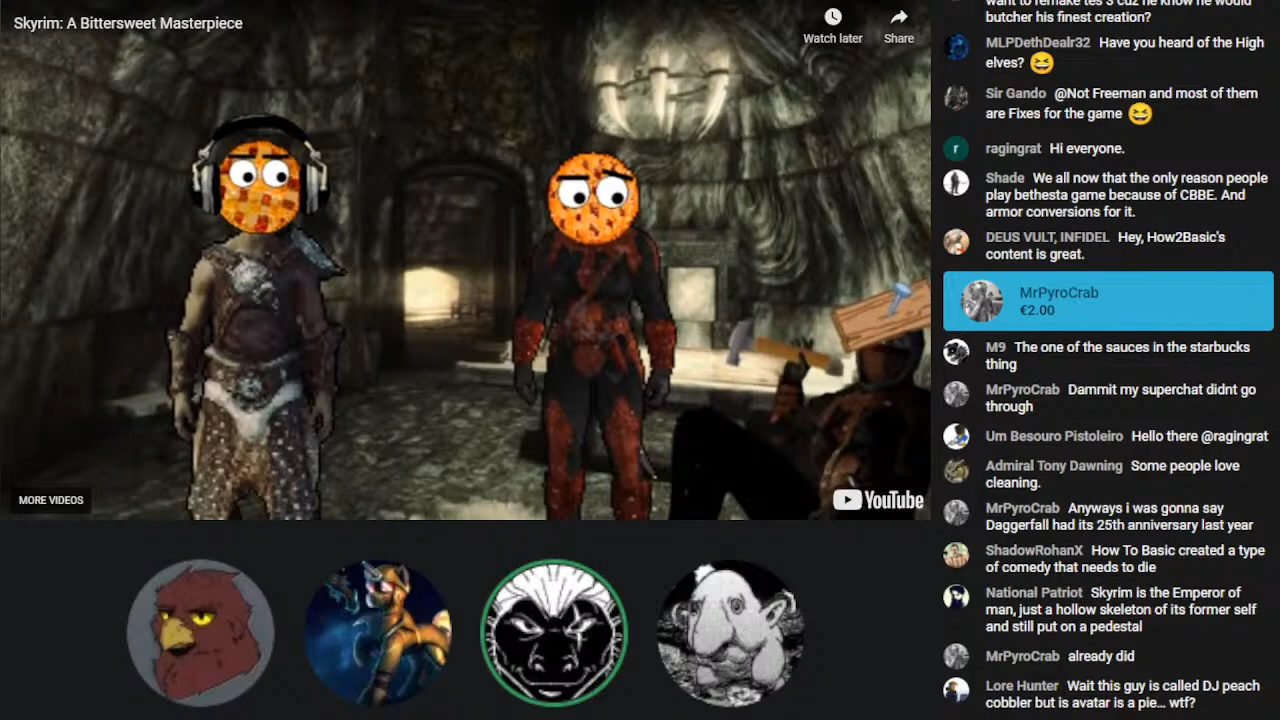 Skyrim: A Bittersweet Masterpiece
Watch later
Share
MORE VIDEOS
YouTube
want to remake tes 3 cuz he know he would
butcher his finest creation?
MLPDethDealr32 Have you heard of the High
elves? 😆
Sir Gando @Not Freeman and most of them
are Fixes for the game 😆
r
ragingrat Hi everyone.
Shade We all now that the only reason people
play bethesta game because of CBBE. And
armor conversions for it.
DEUS VULT, INFIDEL Hey, How2Basic's
content is great.
MrPyroCrab
€2.00
M9 The one of the sauces in the starbucks
thing
MrPyroCrab Dammit my superchat didnt go
through
Um Besouro Pistoleiro Hello there @ragingrat
Admiral Tony Dawning Some people love
cleaning.
MrPyroCrab Anyways i was gonna say
Daggerfall had its 25th anniversary last year
ShadowRohanX How To Basic created a type
of comedy that needs to die
National Patriot Skyrim is the Emperor of
man, just a hollow skeleton of its former self
and still put on a pedestal
MrPyroCrab already did
Lore Hunter Wait this guy is called DJ peach
cobbler but is avatar is a pie... wtf?